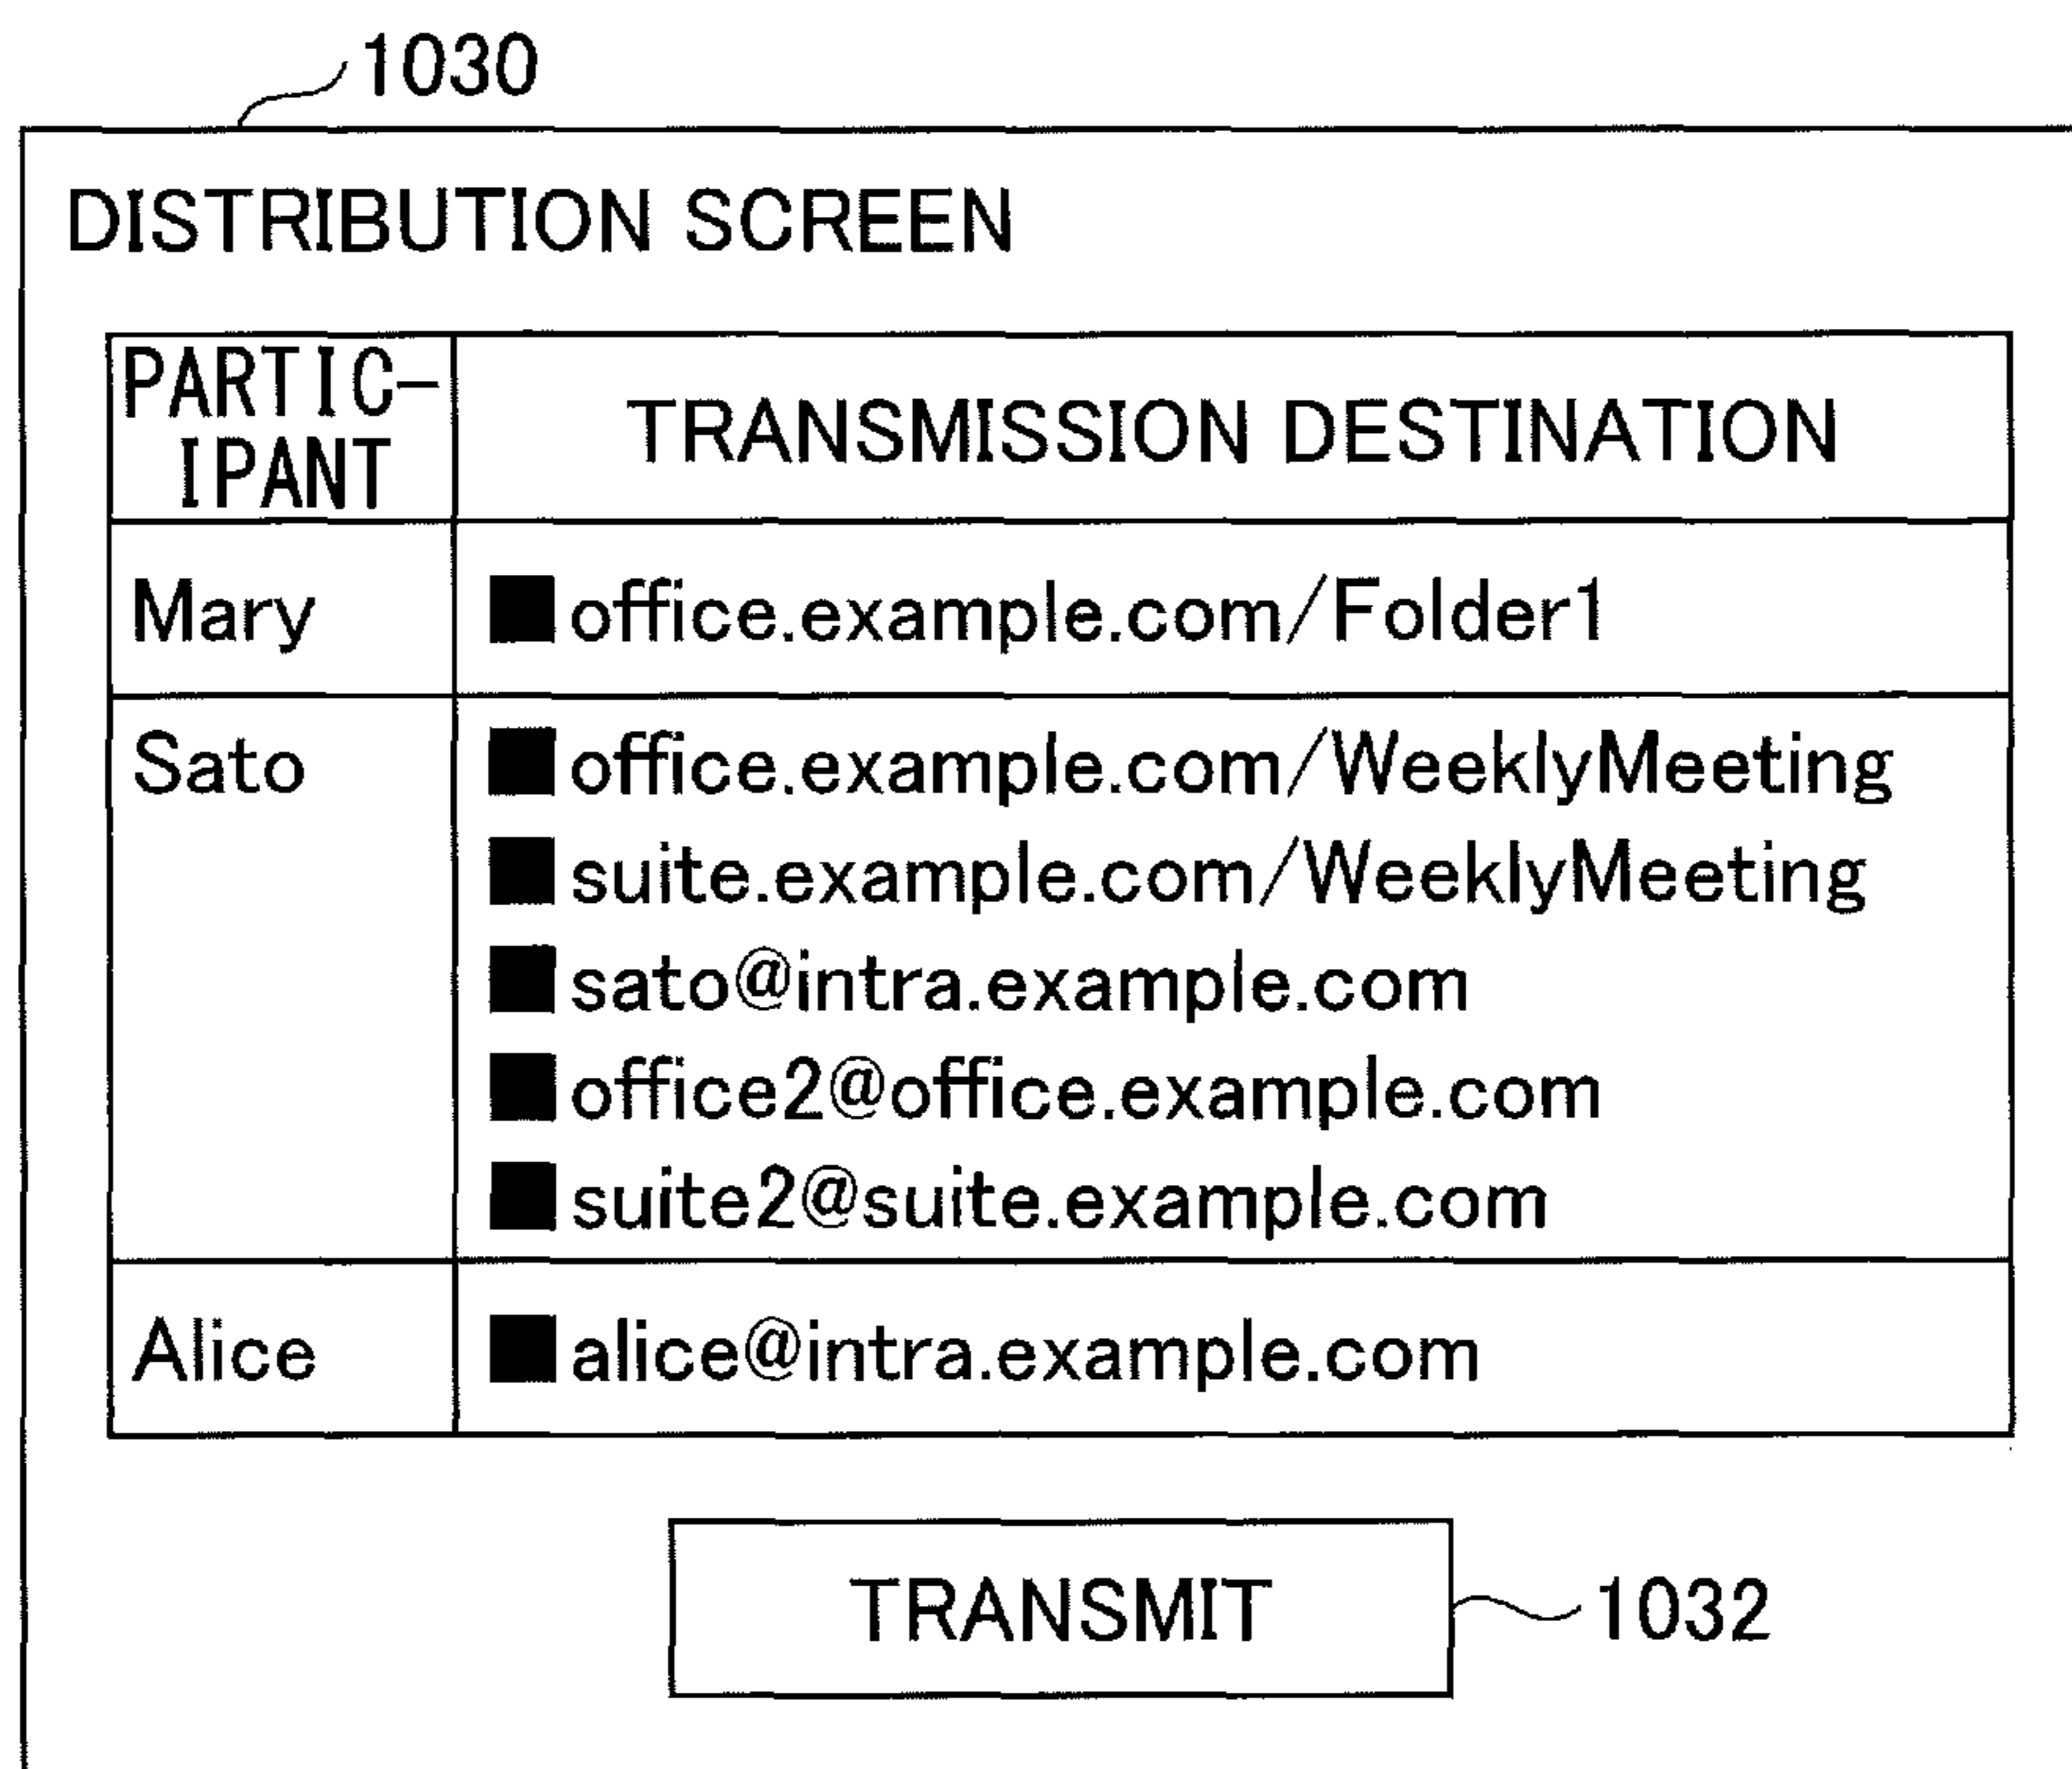 1030
DISTRIBUTION SCREEN
PARTIC-
IPANT
TRANSMISSION DESTINATION
Mary
office.example.com/Folder1
Sato
office.example.com/WeeklyMeeting
suite.example.com/WeeklyMeeting
sato@intra.example.com
office2@office.example.com
suite2@suite.example.com
Alice
alice@intra.example.com
TRANSMIT
1032